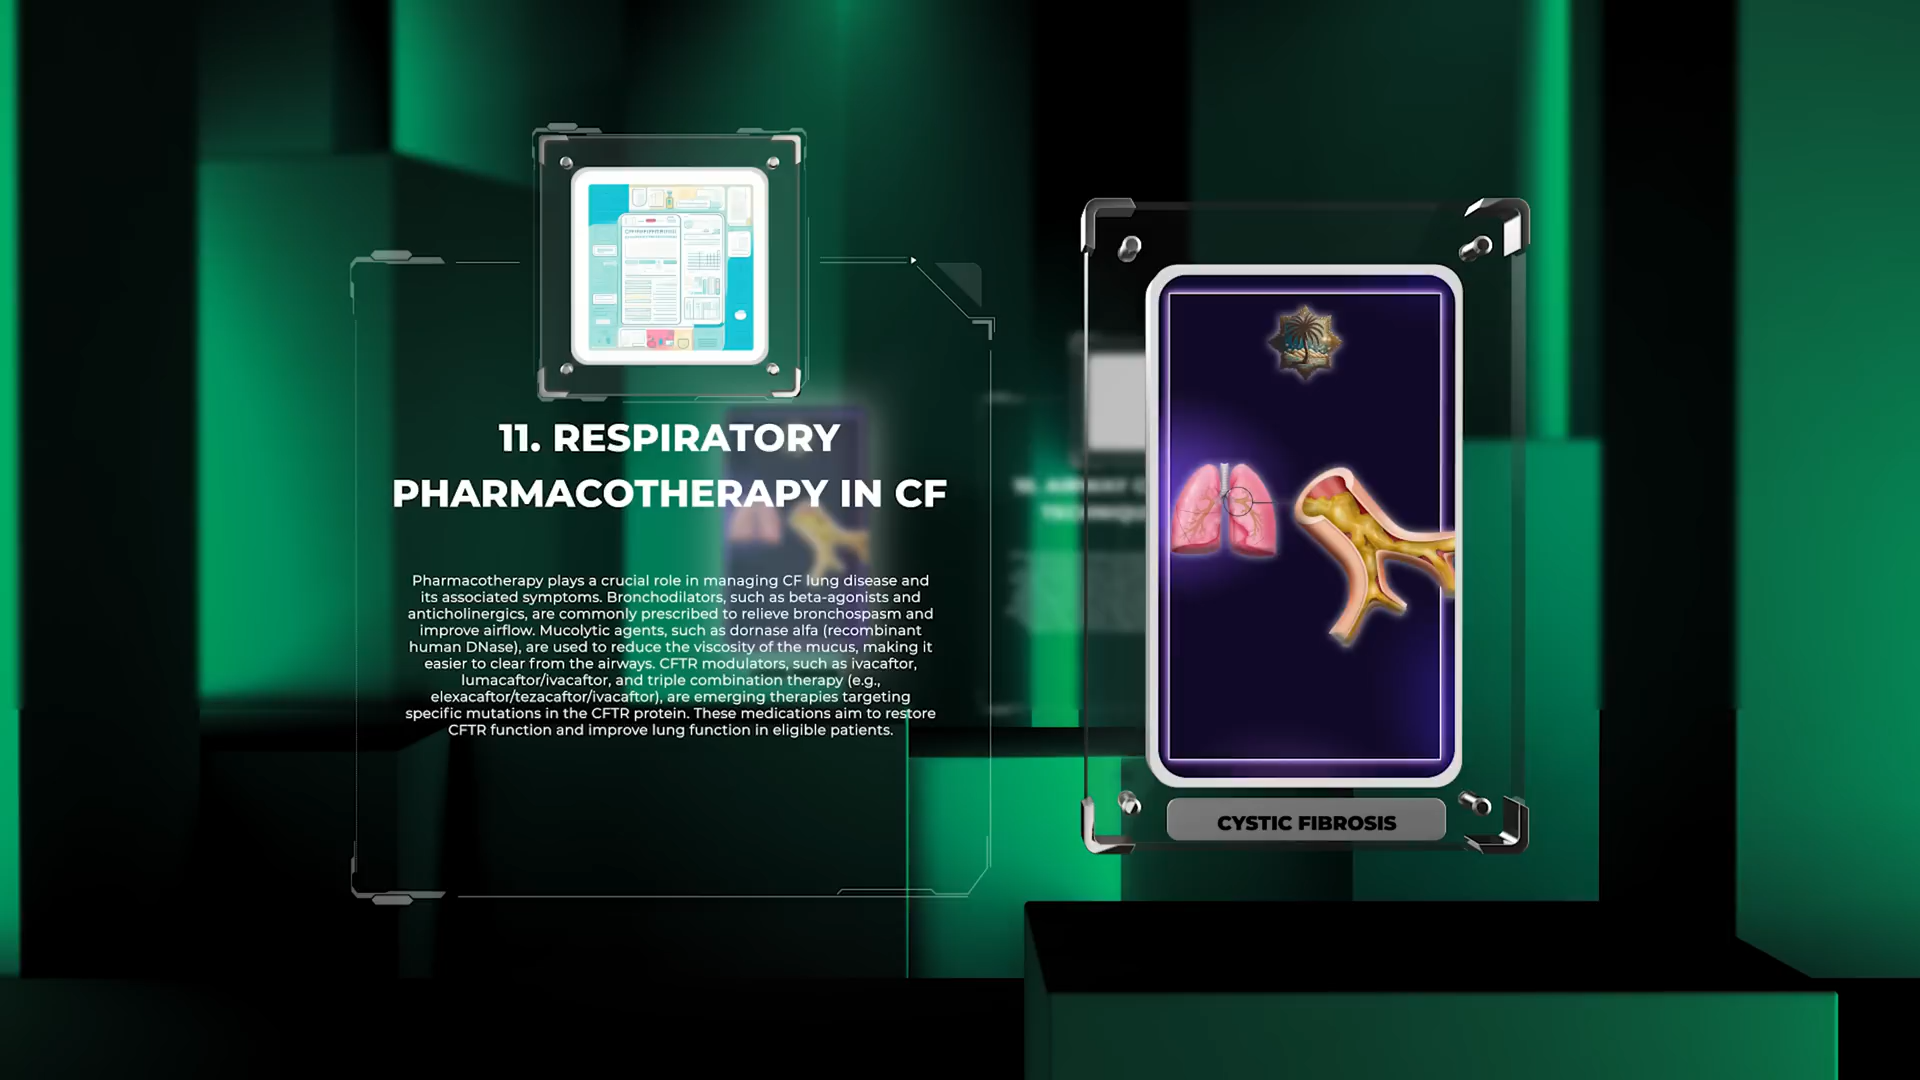 11. RESPIRATORY
PHARMACOTHERAPY IN CF
Pharmacotherapy plays a crucial role in managing CF lung disease and
its associated symptoms. Bronchodilators, such as beta-agonists and
anticholinergics, are commonly prescribed to relieve bronchospasm and
improve airflow. Mucolytic agents, such as dornase alfa (recombinant
human DNase), are used to reduce the viscosity of the mucus, making it
easier to clear from the airways. CFTR modulators, such as ivacaftor,
lumacaftor/ivacaftor, and triple combination therapy (e.g.,
elexacaftor/tezacaftor/ivacaftor), are emerging therapies targeting
specific mutations in the CFTR protein. These medications aim to restore
CFTR function and improve lung function in eligible patients.
CYSTIC FIBROSIS